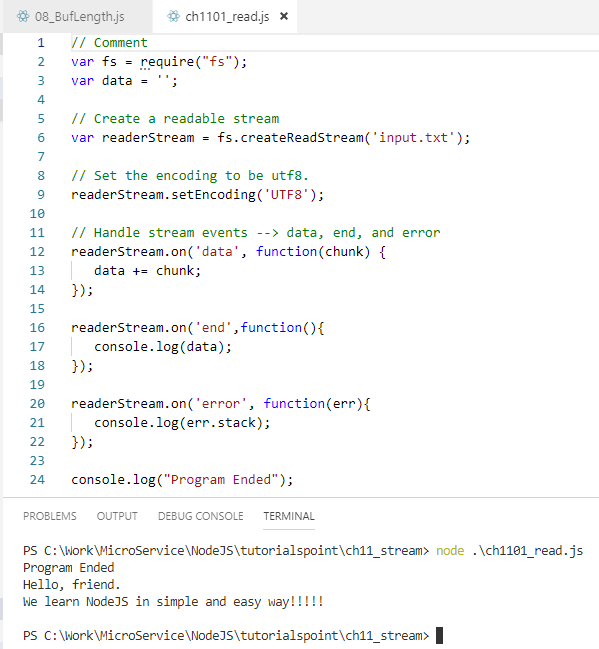 08_BufLength.js ch1101_read.js ×
1 // Comment
2 var fs = require("fs");
3 var data = '';
4
5 // Create a readable stream
6 var readerStream = fs.createReadStream('input.txt');
7
8 // Set the encoding to be utf8.
9 readerStream.setEncoding('UTF8');
10
11 // Handle stream events --> data, end, and error
12 readerStream.on('data', function(chunk) {
13    data += chunk;
14 });
15
16 readerStream.on('end',function(){
17    console.log(data);
18 });
19
20 readerStream.on('error', function(err){
21    console.log(err.stack);
22 });
23
24 console.log("Program Ended");
PROBLEMS OUTPUT DEBUG CONSOLE TERMINAL
PS C:\Work\MicroService\NodeJS\tutorialspoint\ch11_stream> node .\ch1101_read.js
Program Ended
Hello, friend.
We learn NodeJS in simple and easy way!!!!!
PS C:\Work\MicroService\NodeJS\tutorialspoint\ch11_stream>